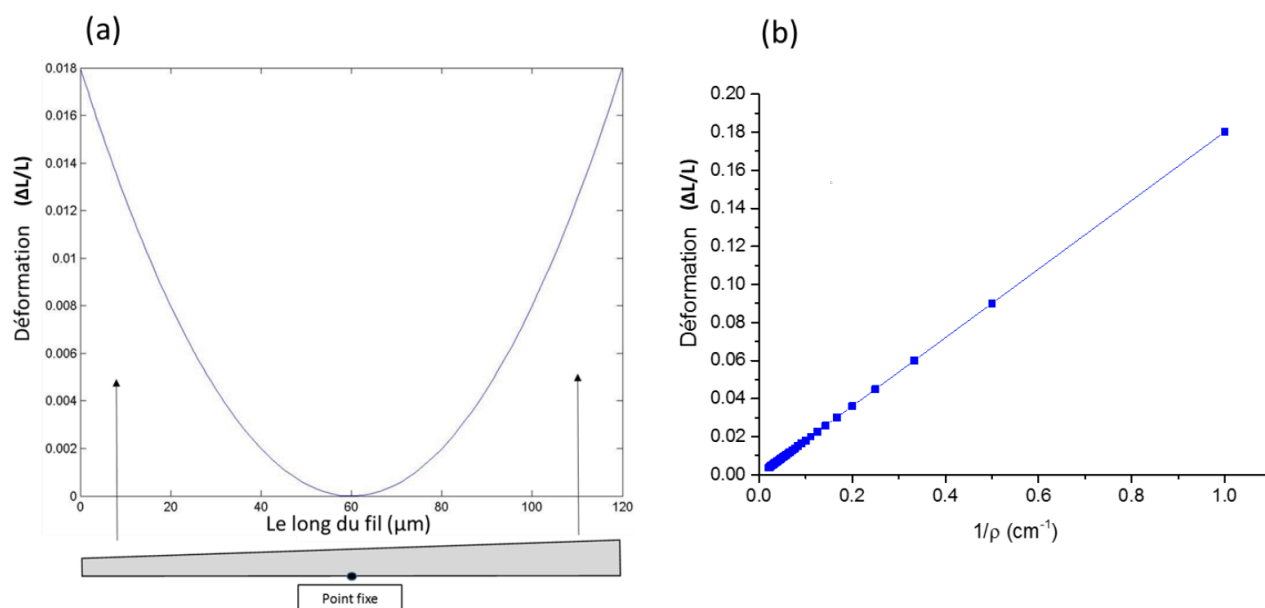 (a)
0.018
0.016
0.014
0.012
0.01
0.008
0.006
0.004
0.002
0
Déformation (ΔL/L)
0 20 40 60 80 100 120
Le long du fil (µm)
Point fixe
(b)
0.20
0.18
0.16
0.14
0.12
0.10
0.08
0.06
0.04
0.02
0.00
Déformation (ΔL/L)
0.0 0.2 0.4 0.6 0.8 1.0
1/ρ (cm⁻¹)